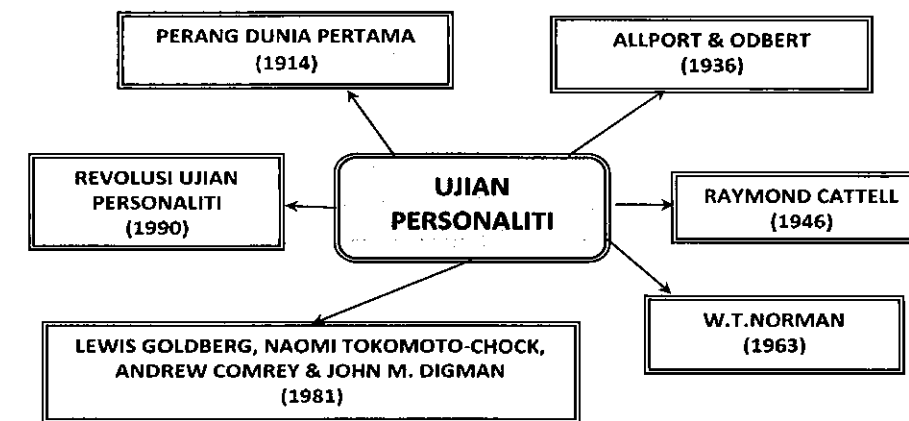 PERANG DUNIA PERTAMA
(1914)
ALLPORT & ODBERT
(1936)
REVOLUSI UJIAN
PERSONALITI
(1990)
UJIAN
PERSONALITI
RAYMOND CATTELL
(1946)
W.T.NORMAN
(1963)
LEWIS GOLDBERG, NAOMI TOKOMOTO-CHOCK,
ANDREW COMREY & JOHN M. DIGMAN
(1981)